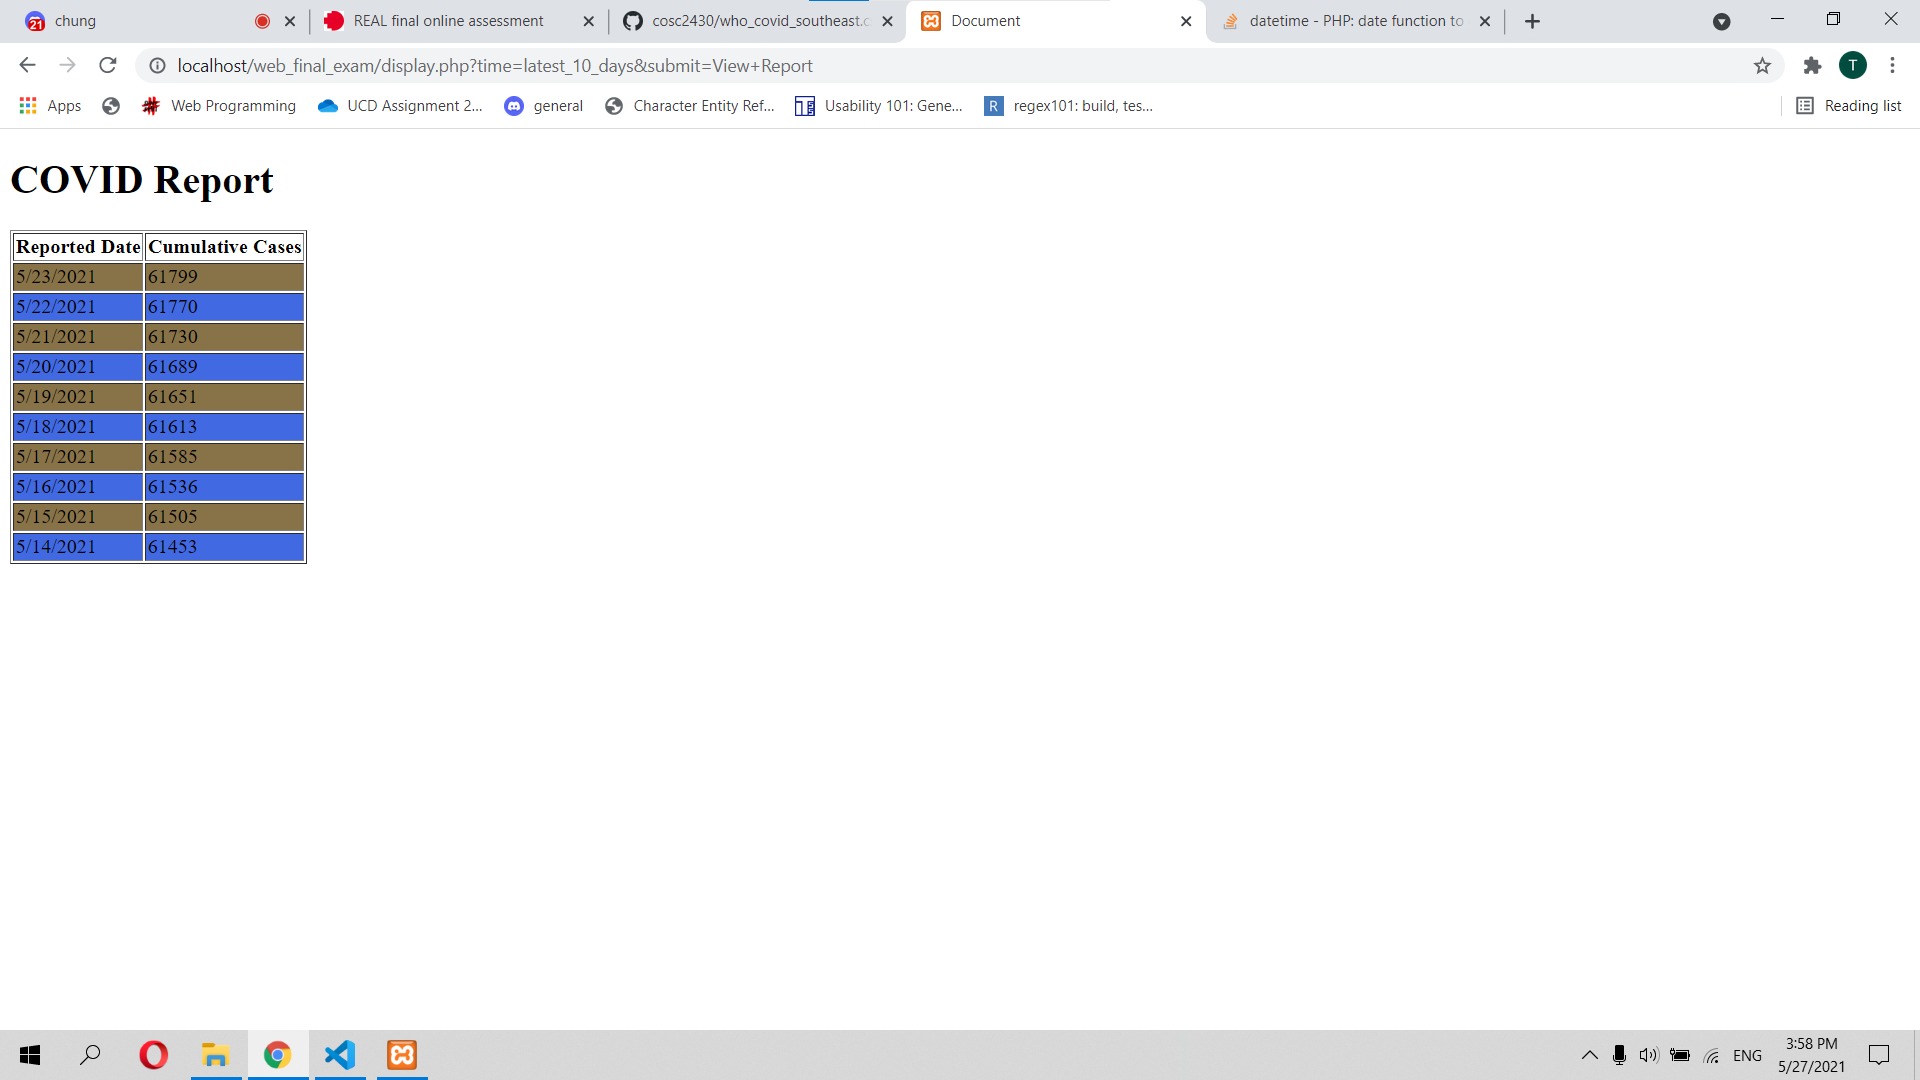 chung
REAL final online assessment
cosc2430/who_covid_southeast.c
Document
datetime - PHP: date function to
localhost/web_final_exam/display.php?time=latest_10_days&submit=View+Report
T
Apps
Web Programming
UCD Assignment 2...
general
Character Entity Ref...
Usability 101: Gene...
R
regex101: build, tes...
Reading list
COVID Report
Reported Date Cumulative Cases
5/23/2021 61799
5/22/2021 61770
5/21/2021 61730
5/20/2021 61689
5/19/2021 61651
5/18/2021 61613
5/17/2021 61585
5/16/2021 61536
5/15/2021 61505
5/14/2021 61453
ENG
3:58 PM
5/27/2021